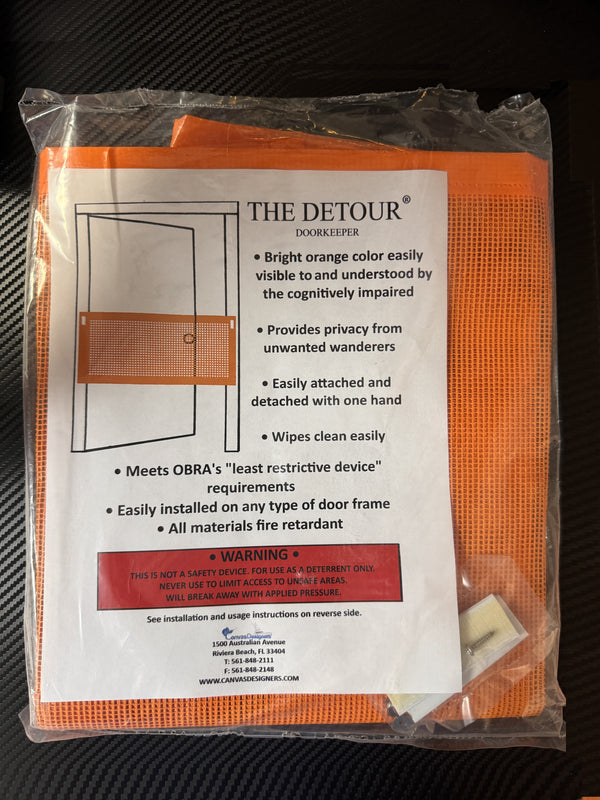 THE DETOUR®
DOORKEEPER
• Bright orange color easily
visible to and understood by
the cognitively impaired
• Provides privacy from
unwanted wanderers
• Easily attached and
detached with one hand
• Wipes clean easily
• Meets OBRA's "least restrictive device"
requirements
• Easily installed on any type of door frame
• All materials fire retardant
• WARNING •
THIS IS NOT A SAFETY DEVICE. FOR USE AS A DETERRENT ONLY.
NEVER USE TO LIMIT ACCESS TO UNSAFE AREAS.
WILL BREAK AWAY WITH APPLIED PRESSURE.
See installation and usage instructions on reverse side.
CanvasDesigners
1500 Australian Avenue
Riviera Beach, FL 33404
T: 561-848-2111
F: 561-848-2148
WWW.CANVASDESIGNERS.COM